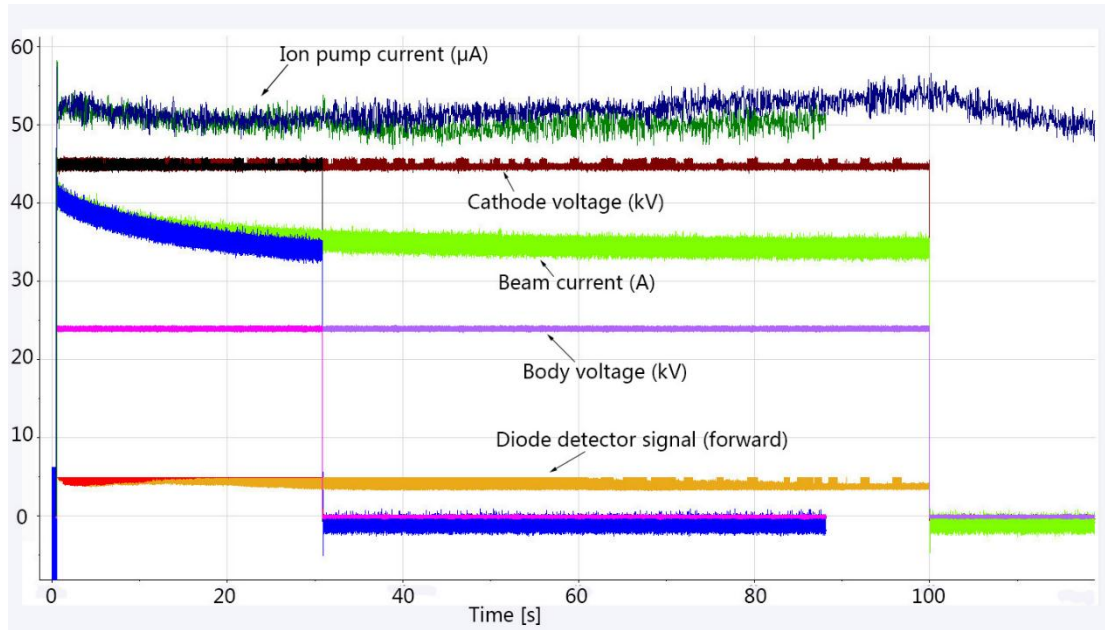 60
Ion pump current (µA)
50
Cathode voltage (kV)
40
Beam current (A)
30
20
Body voltage (kV)
10
Diode detector signal (forward)
0
0 20 40 60 80 100
Time [s]